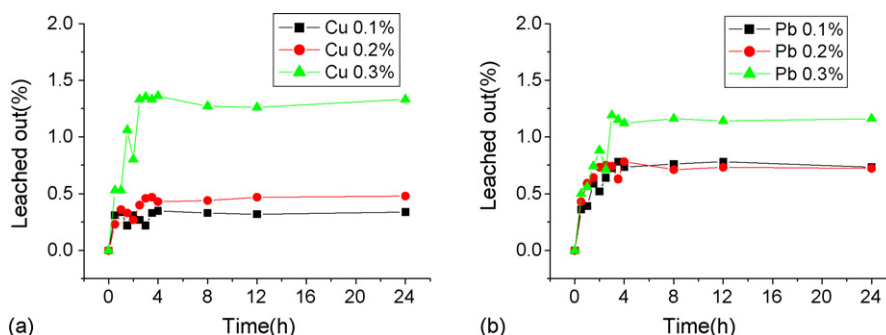 2.0
1.5
1.0
0.5
0.0
Leached out(%)
Cu 0.1%
Cu 0.2%
Cu 0.3%
0 4 8 12 16 20 24
Time(h)
(a)
2.0
1.5
1.0
0.5
0.0
Leached out(%)
Pb 0.1%
Pb 0.2%
Pb 0.3%
0 4 8 12 16 20 24
Time(h)
(b)